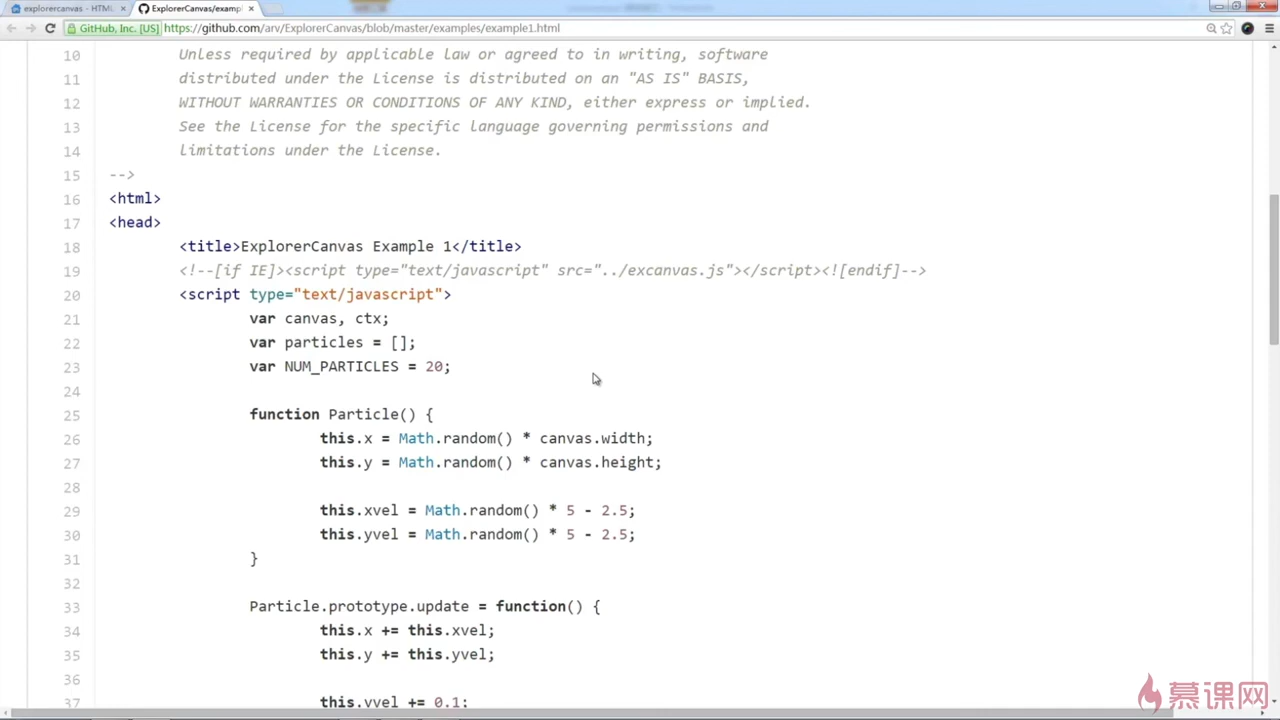 explorercanvas - HTML
ExplorerCanvas/exampl
GitHub, Inc. [US] https://github.com/arv/ExplorerCanvas/blob/master/examples/example1.html
10 Unless required by applicable law or agreed to in writing, software
11 distributed under the License is distributed on an "AS IS" BASIS,
12 WITHOUT WARRANTIES OR CONDITIONS OF ANY KIND, either express or implied.
13 See the License for the specific language governing permissions and
14 limitations under the License.
15 -->
16 <html>
17 <head>
18 <title>ExplorerCanvas Example 1</title>
19 <!--[if IE]><script type="text/javascript" src="../excanvas.js"></script><![endif]-->
20 <script type="text/javascript">
21 var canvas, ctx;
22 var particles = [];
23 var NUM_PARTICLES = 20;
24
25 function Particle() {
26 this.x = Math.random() * canvas.width;
27 this.y = Math.random() * canvas.height;
28
29 this.xvel = Math.random() * 5 - 2.5;
30 this.yvel = Math.random() * 5 - 2.5;
31 }
32
33 Particle.prototype.update = function() {
34 this.x += this.xvel;
35 this.y += this.yvel;
36
37 this.yvel += 0.1;
慕课网